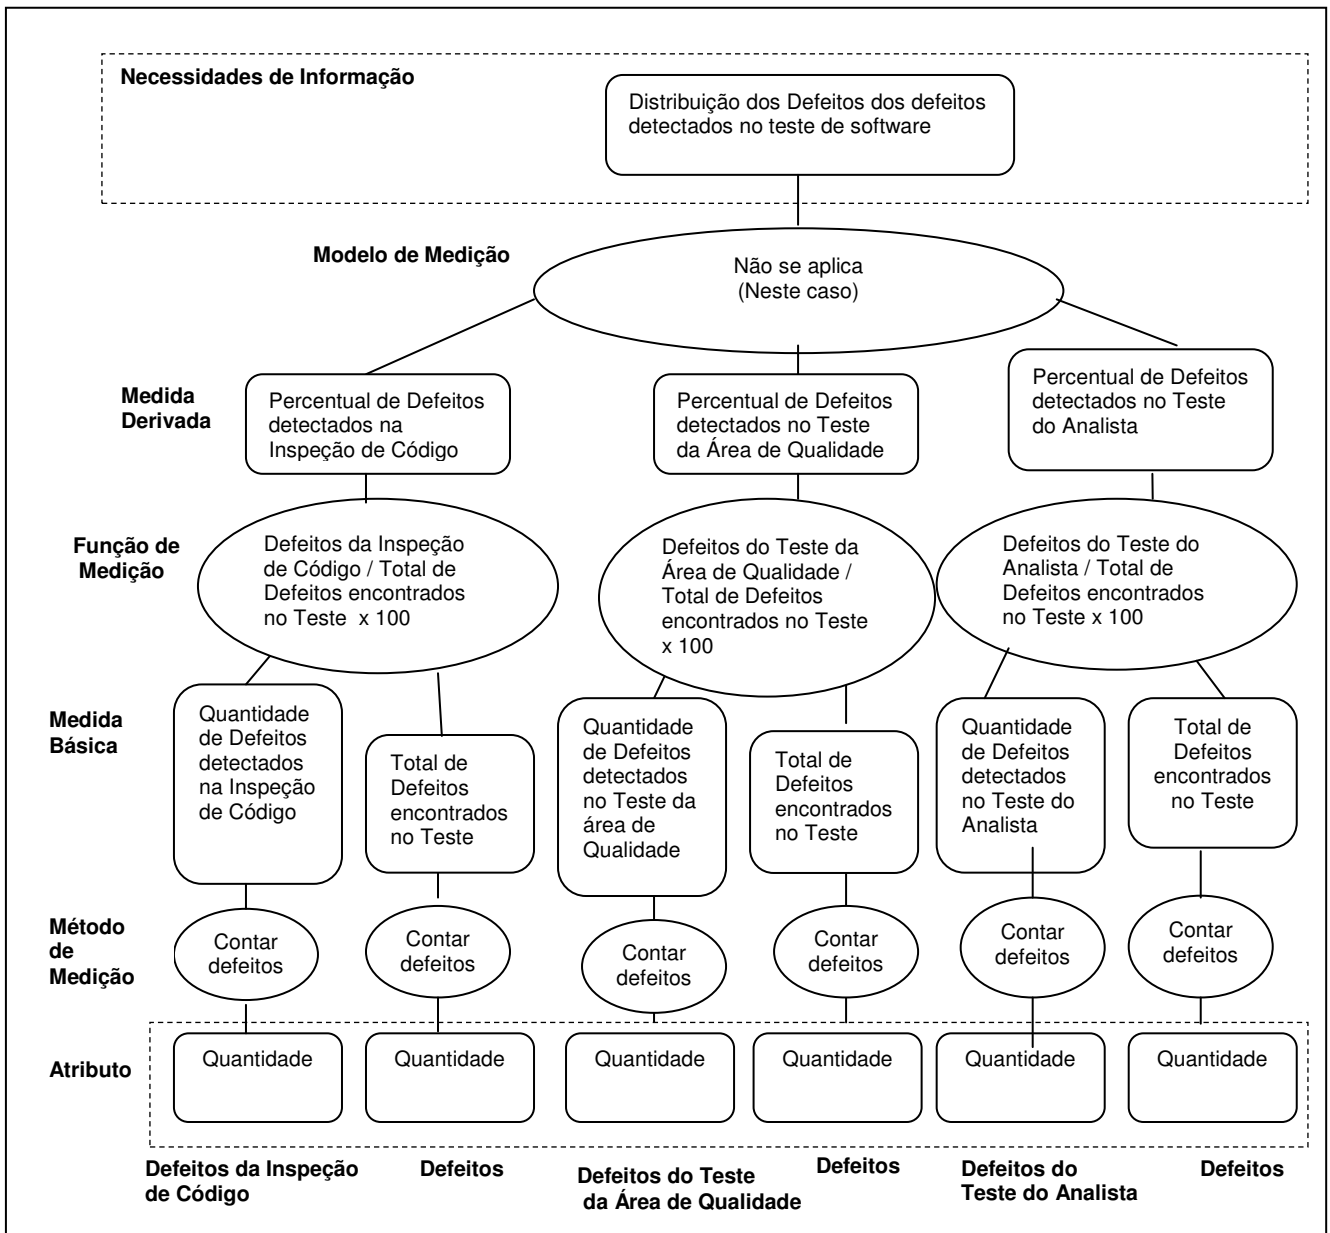 Necessidades de Informação
Distribuição dos Defeitos dos defeitos
detectados no teste de software
Modelo de Medição
Não se aplica
(Neste caso)
Medida
Derivada
Percentual de Defeitos
detectados na
Inspeção de Código
Percentual de Defeitos
detectados no Teste
da Área de Qualidade
Percentual de Defeitos
detectados no Teste
do Analista
Função de
Medição
Defeitos da Inspeção
de Código / Total de
Defeitos encontrados
no Teste x 100
Defeitos do Teste da
Área de Qualidade /
Total de Defeitos
encontrados no Teste
x 100
Defeitos do Teste do
Analista / Total de
Defeitos encontrados
no Teste x 100
Medida
Básica
Quantidade
de Defeitos
detectados
na Inspeção
de Código
Total de
Defeitos
encontrados
no Teste
Quantidade
de Defeitos
detectados
no Teste da
área de
Qualidade
Total de
Defeitos
encontrados
no Teste
Quantidade
de Defeitos
detectados
no Teste do
Analista
Total de
Defeitos
encontrados
no Teste
Método
de
Medição
Contar
defeitos
Contar
defeitos
Contar
defeitos
Contar
defeitos
Contar
defeitos
Contar
defeitos
Atributo
Quantidade
Quantidade
Quantidade
Quantidade
Quantidade
Quantidade
Defeitos da Inspeção
de Código
Defeitos
Defeitos do Teste
da Área de Qualidade
Defeitos
Defeitos do
Teste do Analista
Defeitos